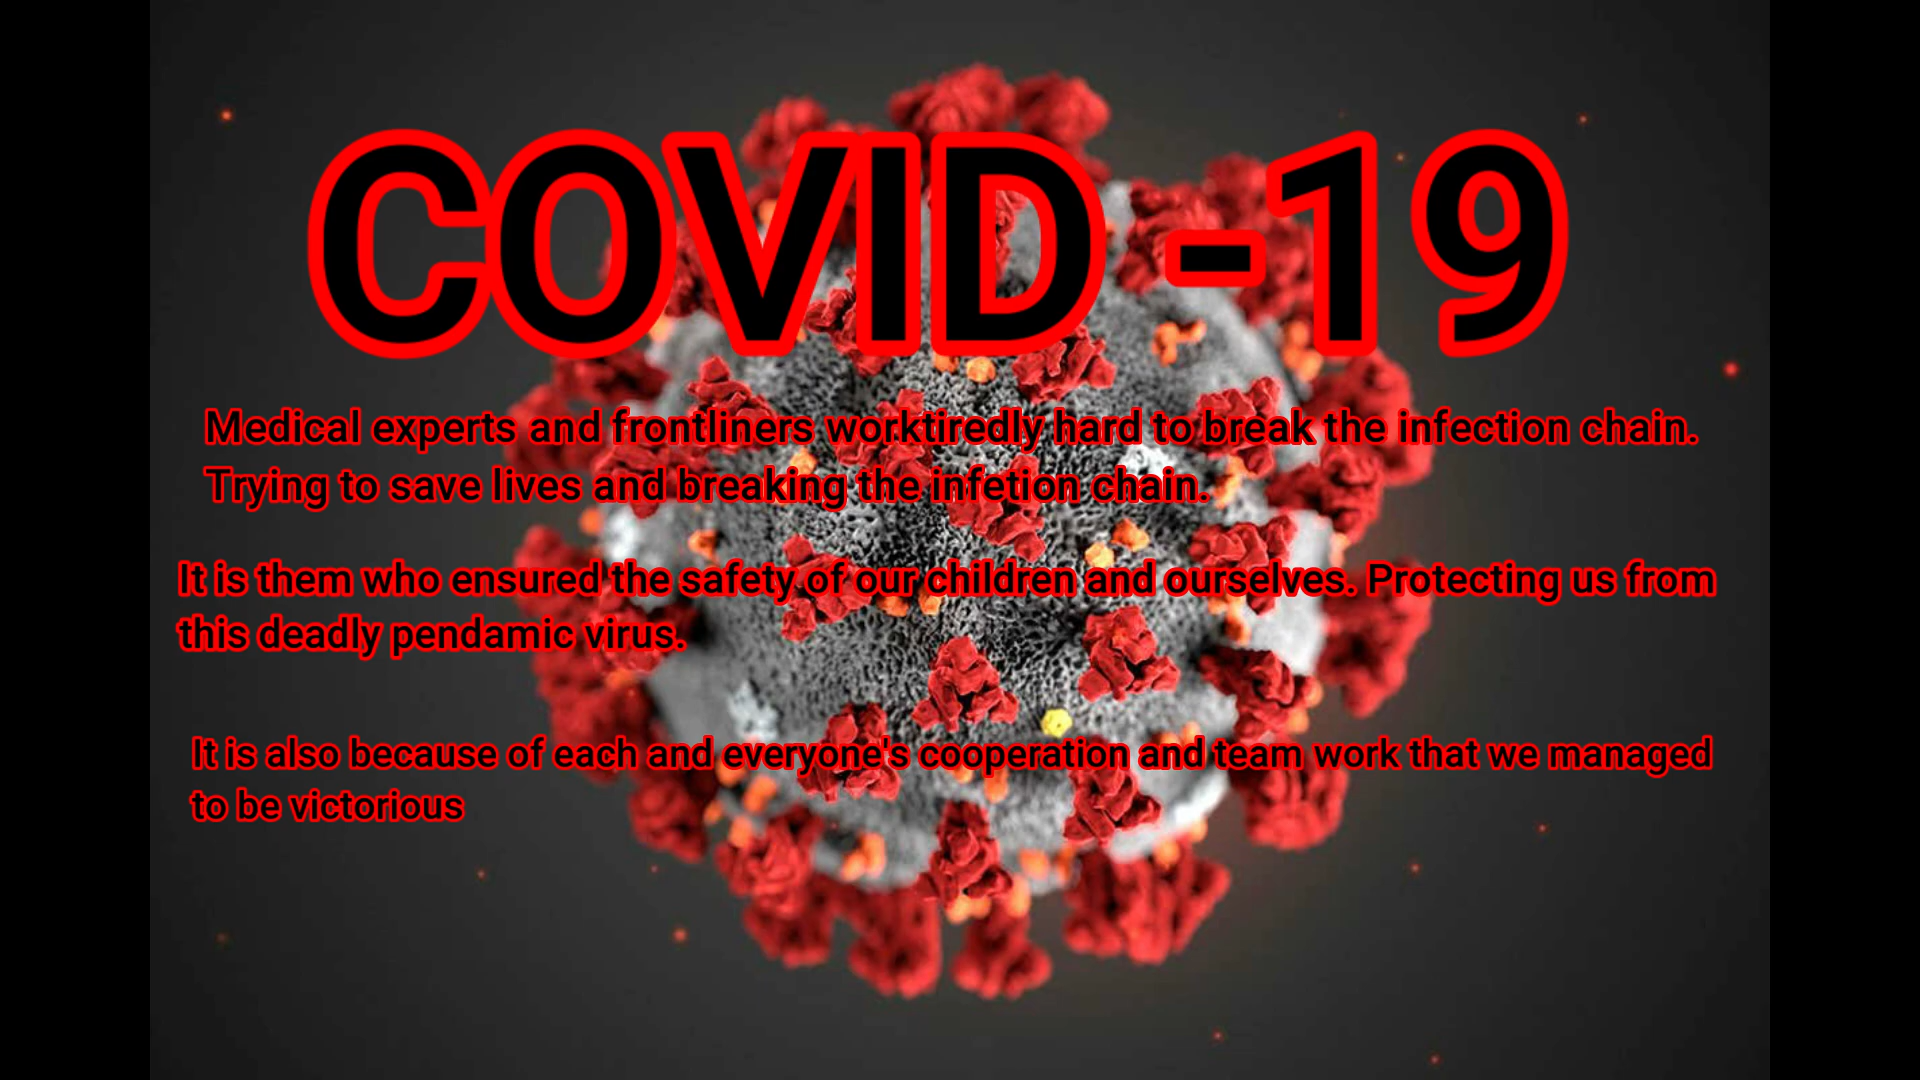 COVID -19
Medical experts and frontliners worktiredly hard to break the infection chain.
Trying to save lives and breaking the infetion chain.
It is them who ensured the safety of our children and ourselves. Protecting us from
this deadly pendamic virus.
It is also because of each and everyone's cooperation and team work that we managed
to be victorious